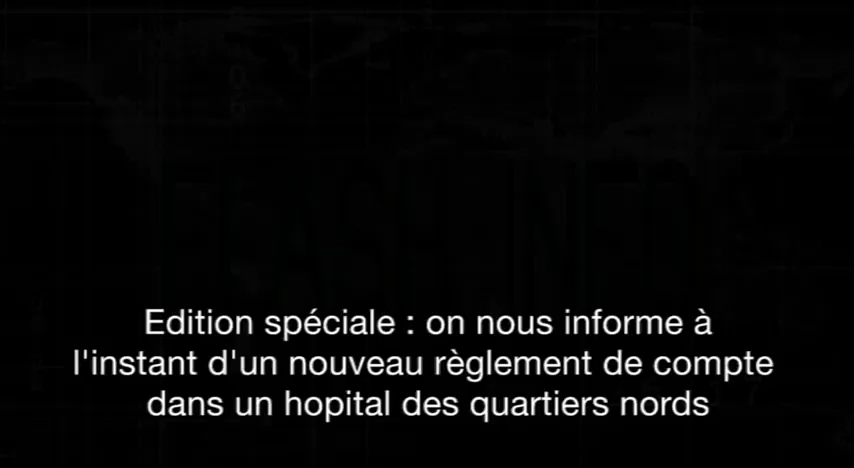 Edition spéciale : on nous informe à
l'instant d'un nouveau règlement de compte
dans un hopital des quartiers nords